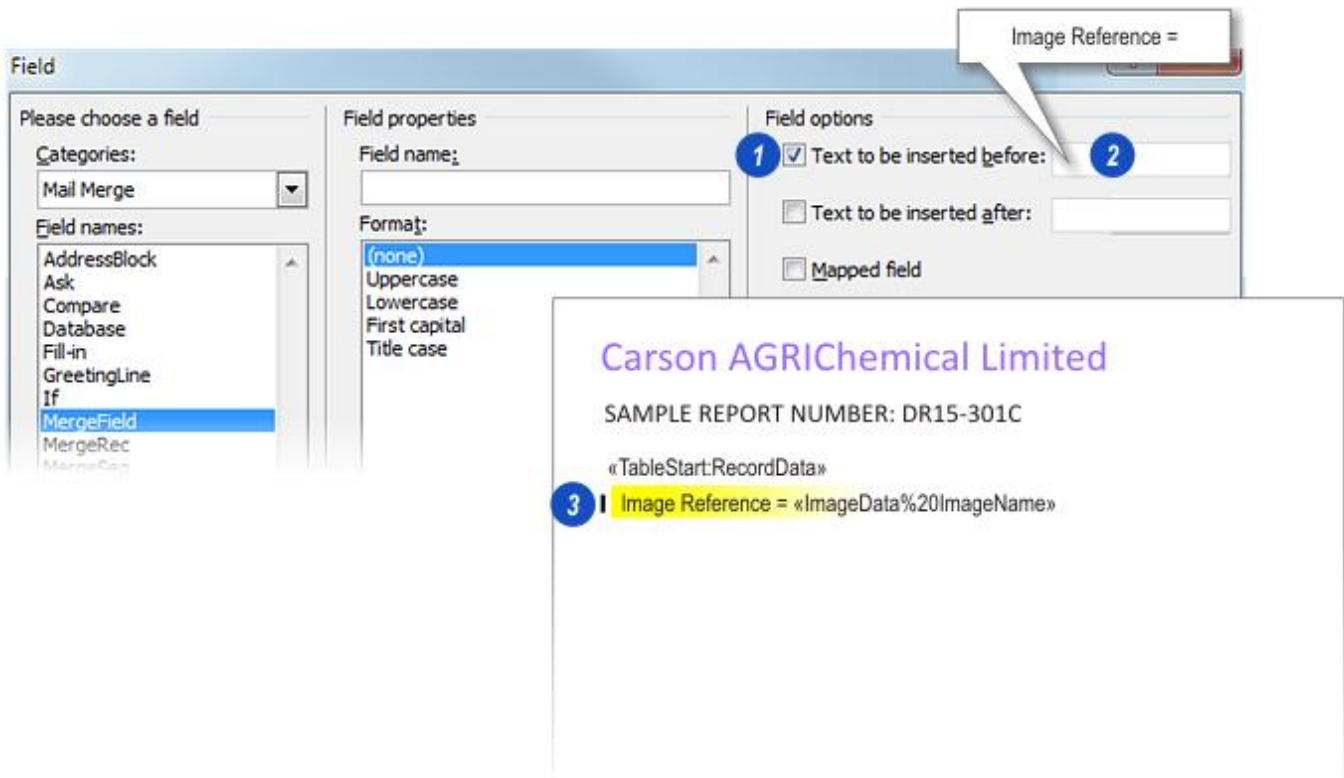 Image Reference =
Field
Please choose a field
Categories:
Mail Merge
Field names:
AddressBlock
Ask
Compare
Database
Fill-in
GreetingLine
If
MergeField
MergeRec
MergeSeq
Field properties
Field name:
Format:
(none)
Uppercase
Lowercase
First capital
Title case
Field options
1 Text to be inserted before: 2
Text to be inserted after:
Mapped field
Carson AGRIChemical Limited
SAMPLE REPORT NUMBER: DR15-301C
«TableStart:RecordData»
3 Image Reference = «ImageData%20ImageName»